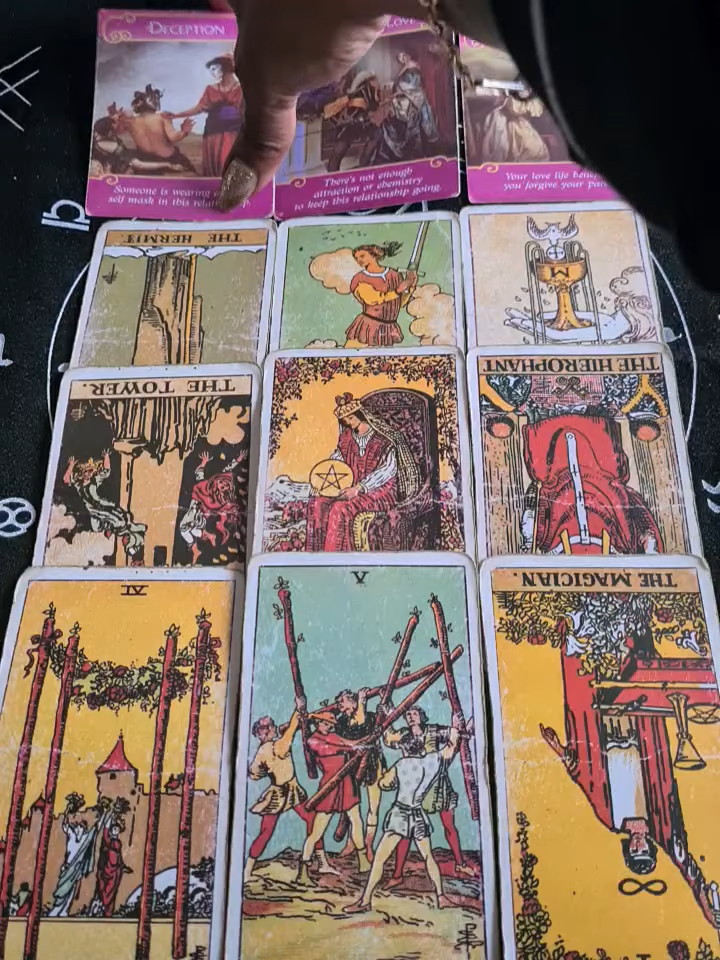 DECEPTION
Someone is wearing
self mask in this
There's not enough
attraction or chemistry
to keep this relationship going.
Your love life
you forgive your
THE HERMIT.
THE TOWER.
THE HIEROPHANT
IV
V
THE MAGICIAN.